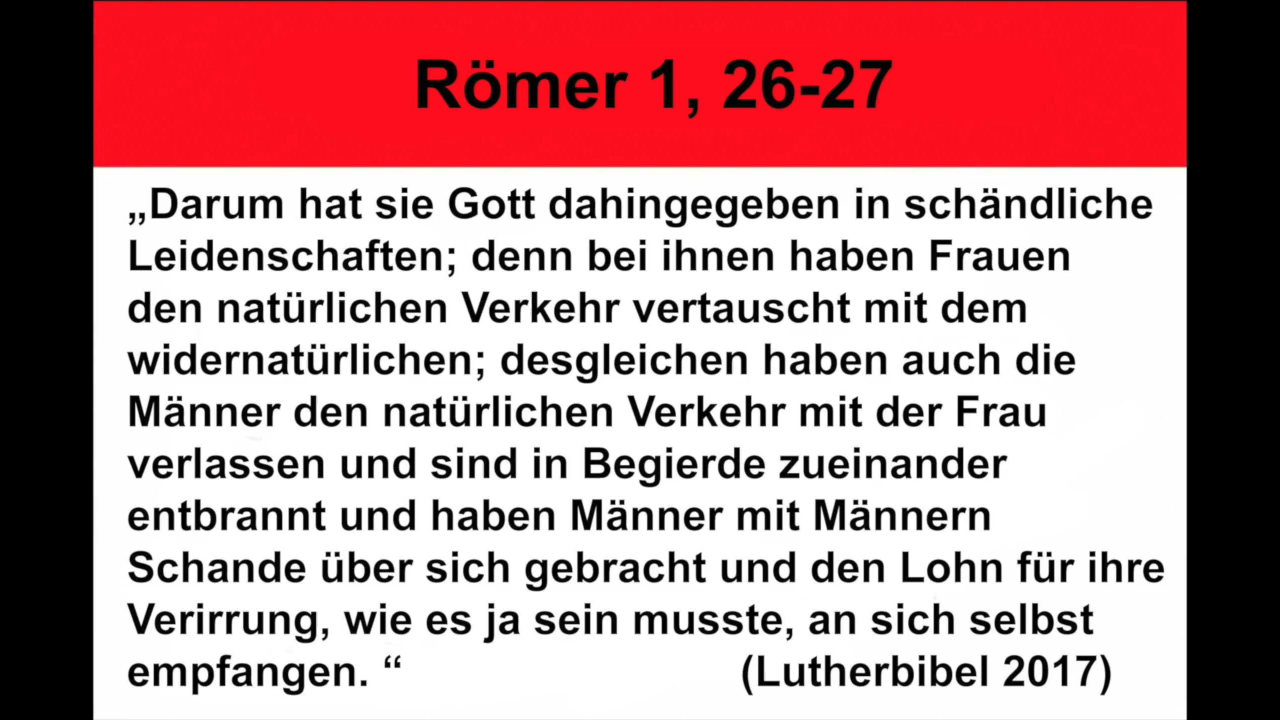 Römer 1, 26-27
„Darum hat sie Gott dahingegeben in schändliche
Leidenschaften; denn bei ihnen haben Frauen
den natürlichen Verkehr vertauscht mit dem
widernatürlichen; desgleichen haben auch die
Männer den natürlichen Verkehr mit der Frau
verlassen und sind in Begierde zueinander
entbrannt und haben Männer mit Männern
Schande über sich gebracht und den Lohn für ihre
Verirrung, wie es ja sein musste, an sich selbst
empfangen. “ (Lutherbibel 2017)